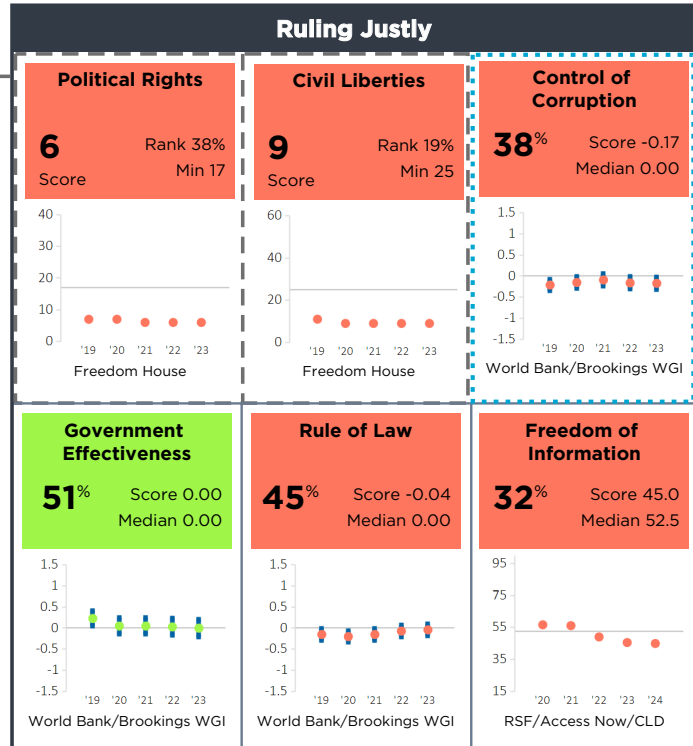 Ruling Justly
Political Rights
6
Score
Rank 38%
Min 17
40
30
20
10
0
'19 '20 '21 '22 '23
Freedom House
Civil Liberties
9
Score
Rank 19%
Min 25
60
40
20
0
'19 '20 '21 '22 '23
Freedom House
Control of
Corruption
38%
Score -0.17
Median 0.00
1.5
1
0.5
0
-0.5
-1
-1.5
'19 '20 '21 '22 '23
World Bank/Brookings WGI
Government
Effectiveness
51%
Score 0.00
Median 0.00
1.5
1
0.5
0
-0.5
-1
-1.5
'19 '20 '21 '22 '23
World Bank/Brookings WGI
Rule of Law
45%
Score -0.04
Median 0.00
1.5
1
0.5
0
-0.5
-1
-1.5
'19 '20 '21 '22 '23
World Bank/Brookings WGI
Freedom of
Information
32%
Score 45.0
Median 52.5
95
75
55
35
15
'20 '21 '22 '23 '24
RSF/Access Now/CLD